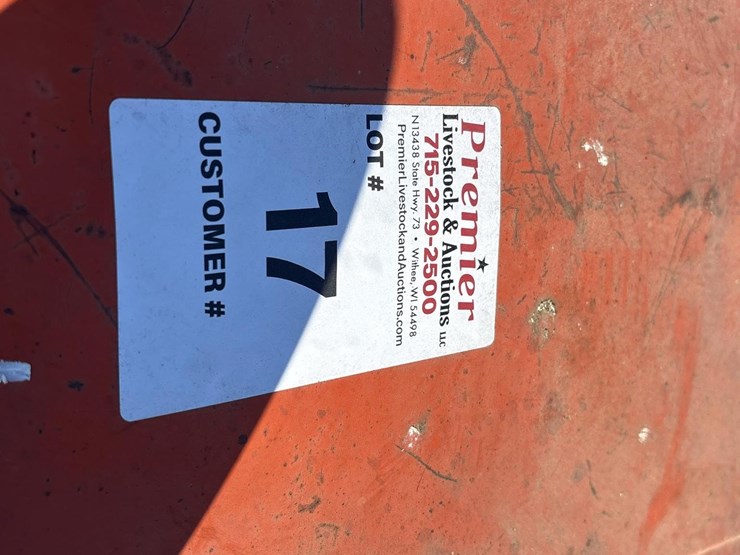 Premier
Livestock & Auctions LLC
715-229-2500
N13438 State Hwy. 73 • Withee, WI 54498
PremierLivestockandAuctions.com
LOT #
17
CUSTOMER #